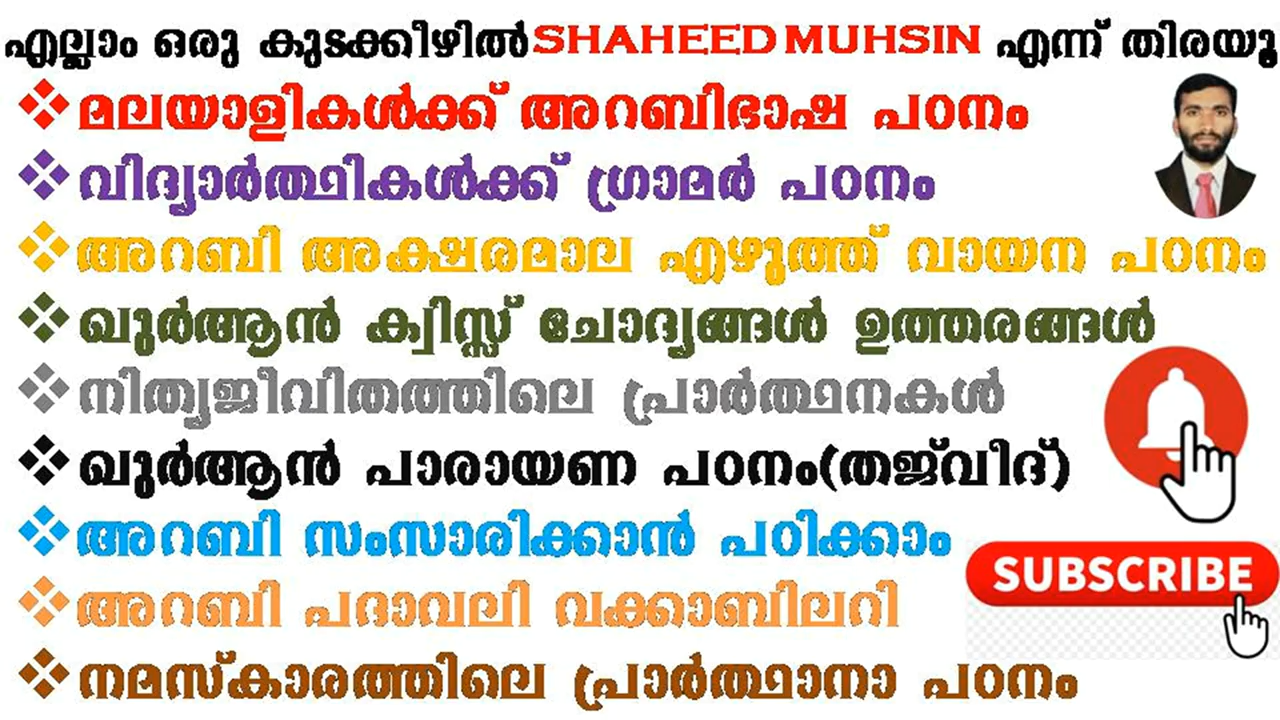 എല്ലാം ഒരു കുടക്കീഴിൽ SHAHEED MUHSIN എന്ന് തിരയൂ
മലയാളികൾക്ക് അറബിഭാഷ പഠനം
വിദ്യാർത്ഥികൾക്ക് ഗ്രാമർ പഠനം
അറബി അക്ഷരമാല എഴുത്ത് വായന പഠനം
ഖുർആൻ ക്വിസ്സ് ചോദ്യങ്ങൾ ഉത്തരങ്ങൾ
നിത്യജീവിതത്തിലെ പ്രാർത്ഥനകൾ
ഖുർആൻ പാരായണ പഠനം(തജ്‌വീദ്)
അറബി സംസാരിക്കാൻ പഠിക്കാം
SUBSCRIBE
അറബി പദാവലി വക്കാബിലറി
നമസ്കാരത്തിലെ പ്രാർത്ഥാനാ പഠനം